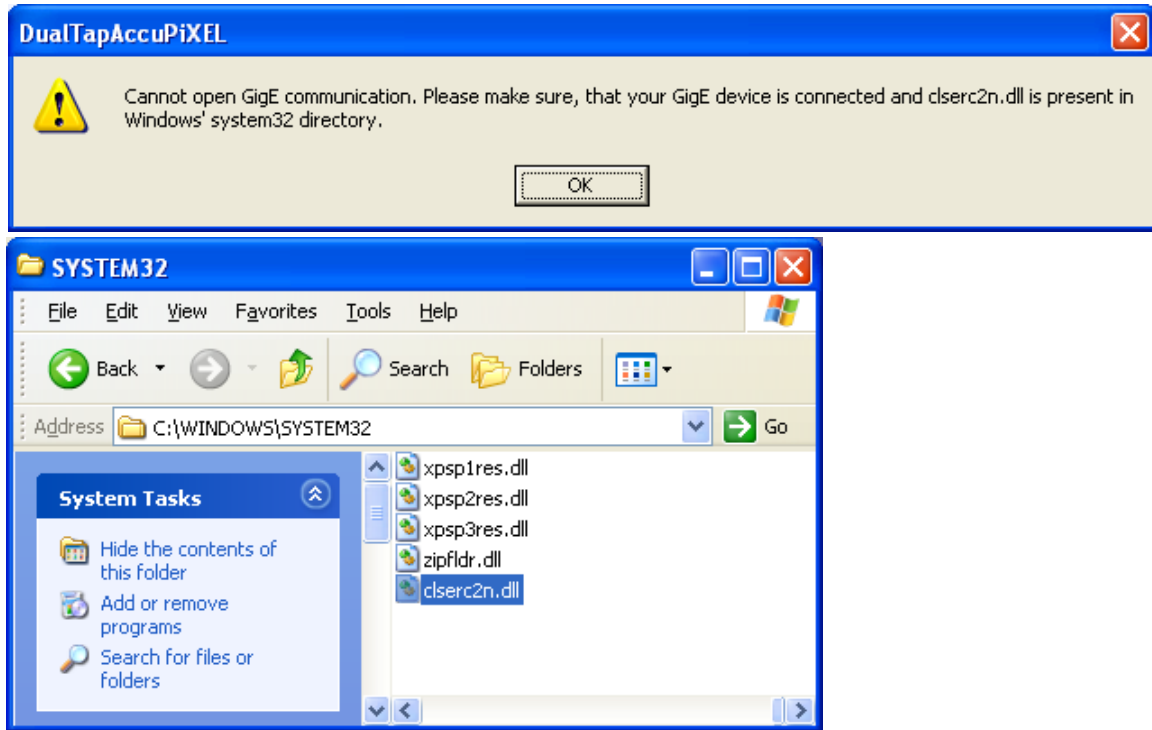 DualTapAccuPiXEL
Cannot open GigE communication. Please make sure, that your GigE device is connected and clserc2n.dll is present in
Windows' system32 directory.
OK
SYSTEM32
File Edit View Favorites Tools Help
Back Search Folders
Address C:\WINDOWS\SYSTEM32 Go
System Tasks
Hide the contents of
this folder
Add or remove
programs
Search for files or
folders
xpsp1res.dll
xpsp2res.dll
xpsp3res.dll
zipfldr.dll
clserc2n.dll